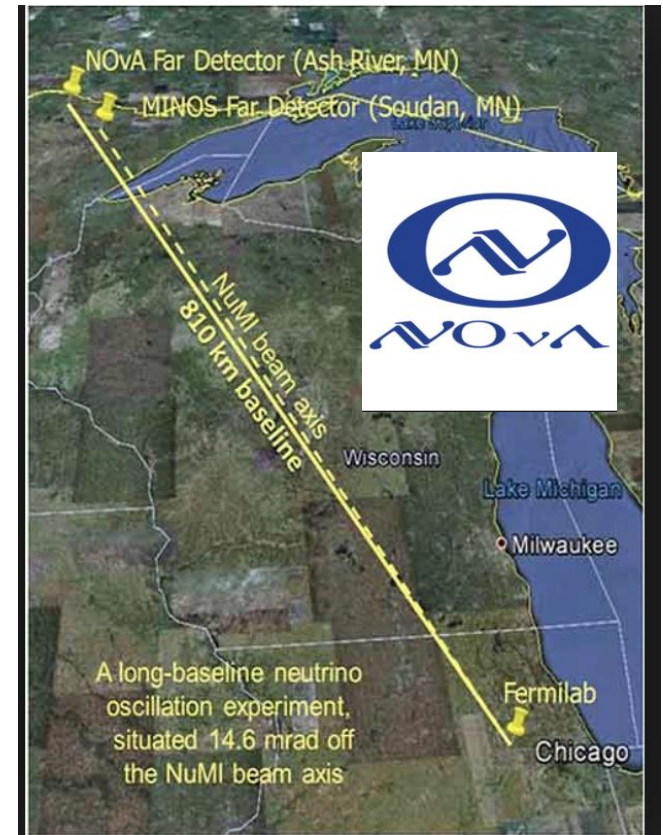 NOvA Far Detector (Ash River, MN)
MINOS Far Detector (Soudan, MN)
Lake Superior
NOvA
NuMI beam axis
810 km baseline
Wisconsin
Lake Michigan
Milwaukee
A long-baseline neutrino
oscillation experiment,
situated 14.6 mrad off
the NuMI beam axis
Fermilab
Chicago